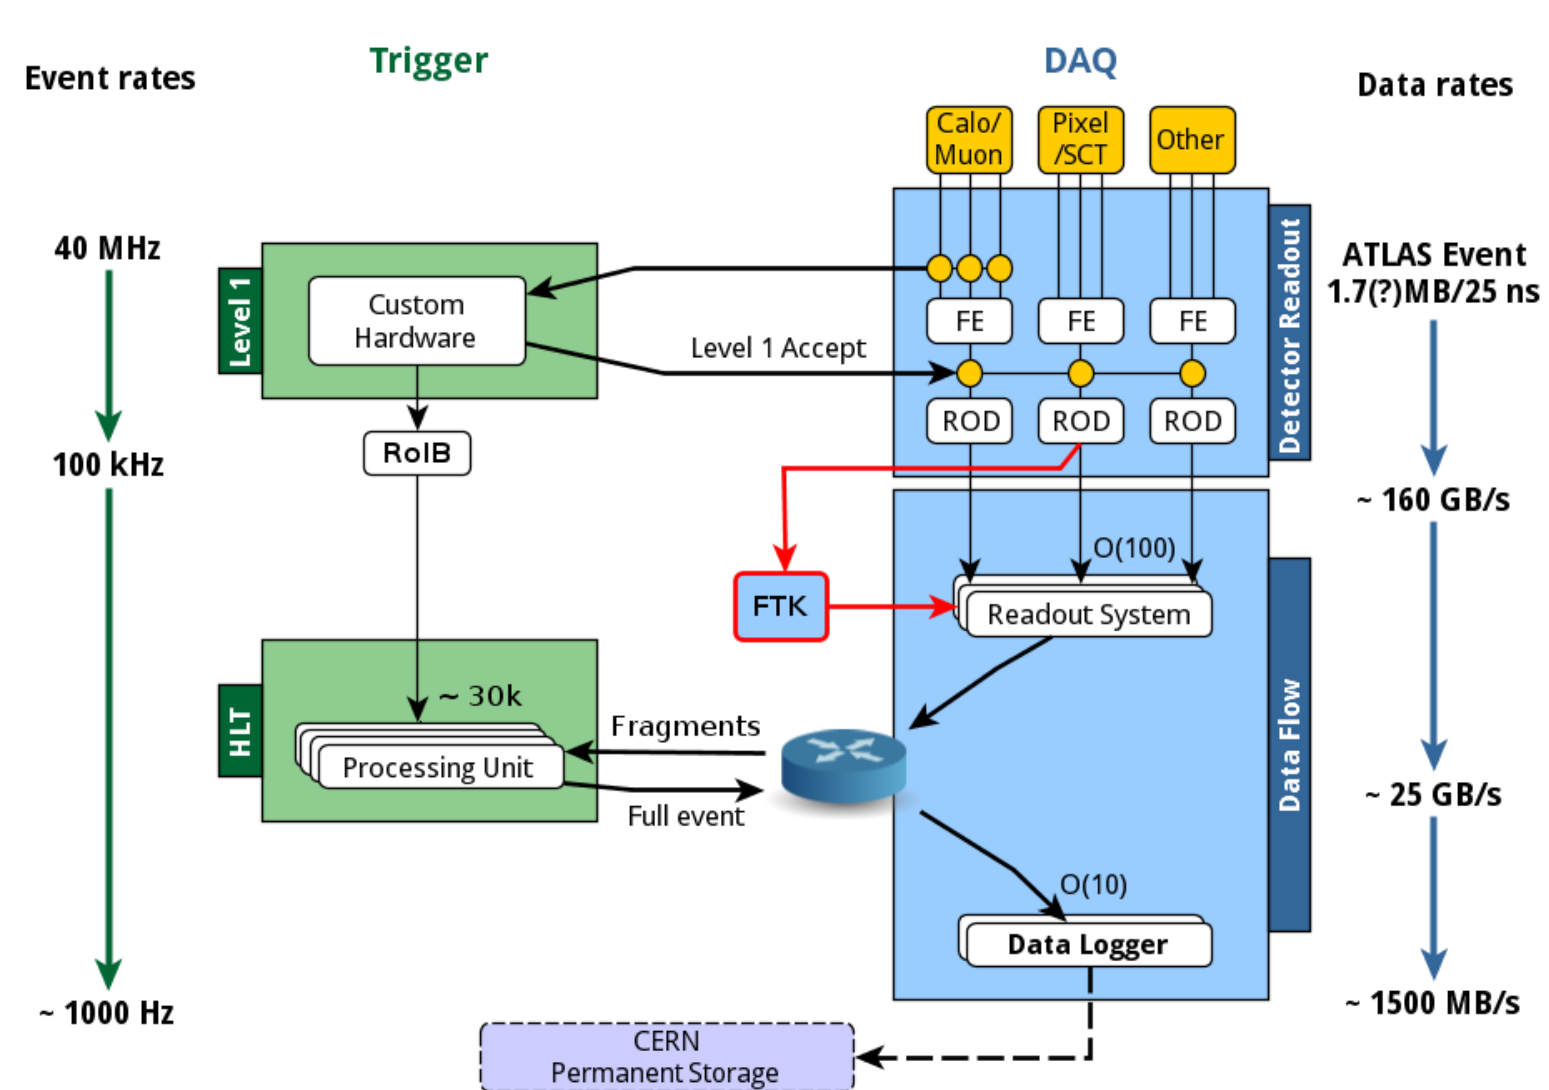 Event rates
Trigger
DAQ
Data rates
Calo/
Muon
Pixel
/SCT
Other
40 MHz
Level 1
Custom
Hardware
Level 1 Accept
FE
FE
FE
ROD
ROD
ROD
Detector Readout
ATLAS Event
1.7(?)MB/25 ns
100 kHz
RoIB
~ 160 GB/s
FTK
O(100)
Readout System
HLT
~ 30k
Processing Unit
Fragments
Full event
Data Flow
~ 25 GB/s
O(10)
Data Logger
~ 1000 Hz
~ 1500 MB/s
CERN
Permanent Storage